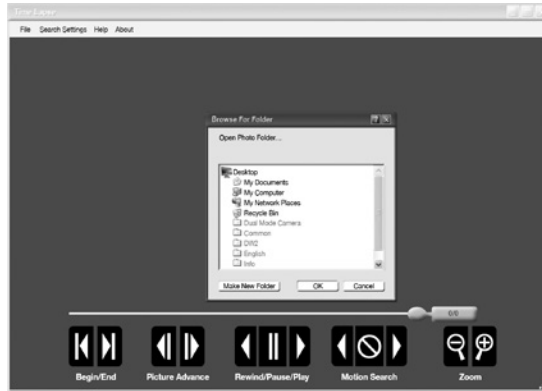 Time Lapse
File Search Settings Help About
Browse For Folder
Open Photo Folder...
Desktop
My Documents
My Computer
My Network Places
Recycle Bin
Dual Mode Camera
Common
English
Info
Make New Folder OK Cancel
0/0
Begin/End Picture Advance Rewind/Pause/Play Motion Search Zoom